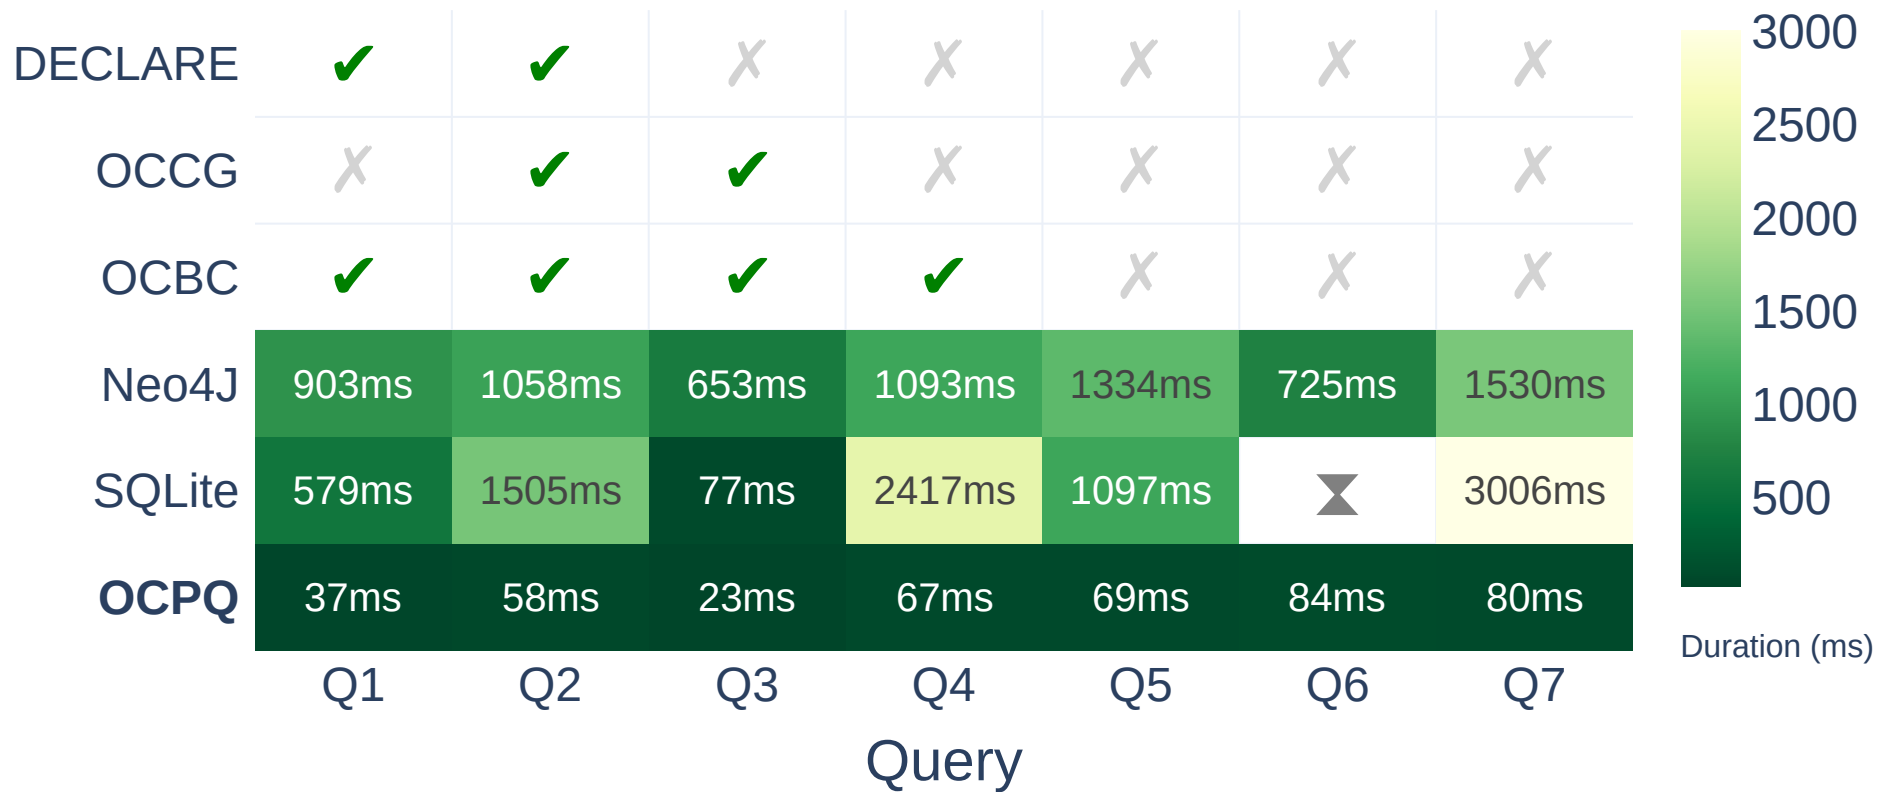 DECLARE ✔ ✔ ✗ ✗ ✗ ✗ ✗
OCCG ✗ ✔ ✔ ✗ ✗ ✗ ✗
OCBC ✔ ✔ ✔ ✔ ✗ ✗ ✗
Neo4J 903ms 1058ms 653ms 1093ms 1334ms 725ms 1530ms
SQLite 579ms 1505ms 77ms 2417ms 1097ms ⧗ 3006ms
OCPQ 37ms 58ms 23ms 67ms 69ms 84ms 80ms
Q1 Q2 Q3 Q4 Q5 Q6 Q7
Query
3000
2500
2000
1500
1000
500
Duration (ms)